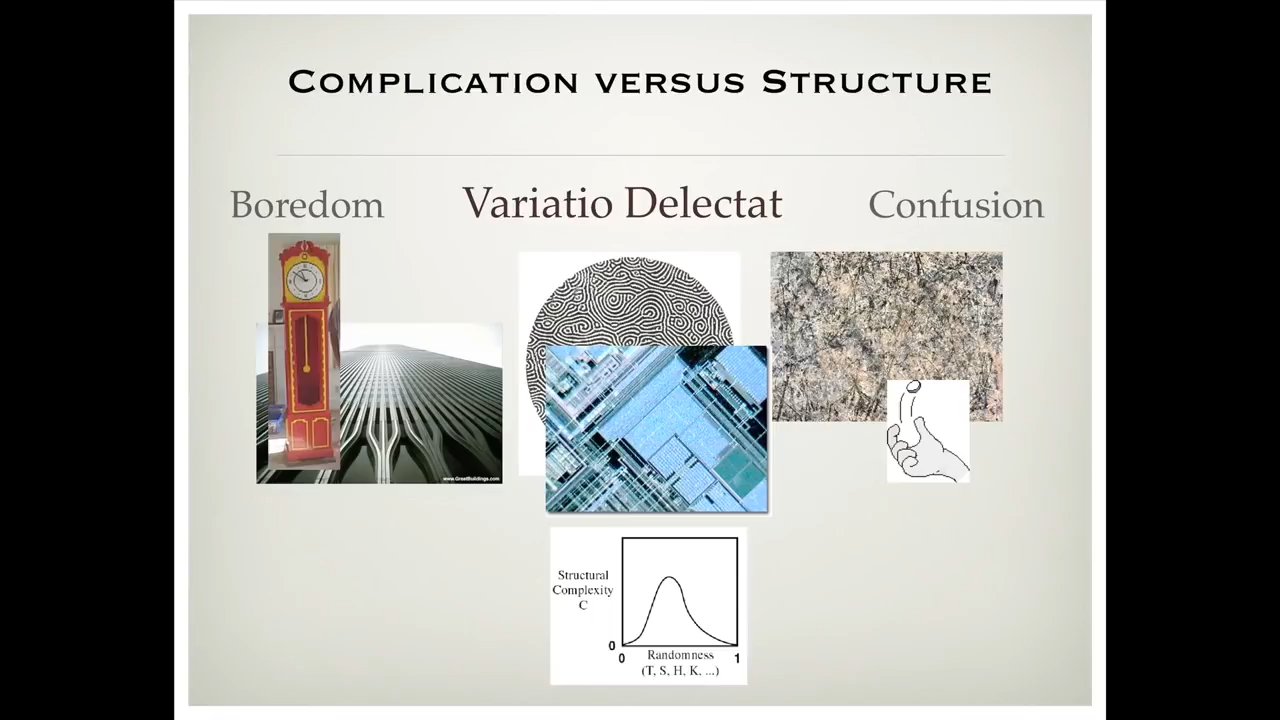 COMPLICATION VERSUS STRUCTURE
Boredom
Variatio Delectat
Confusion
www.GreatBuildings.com
Structural
Complexity
C
0
0
1
Randomness
(T, S, H, K, ...)